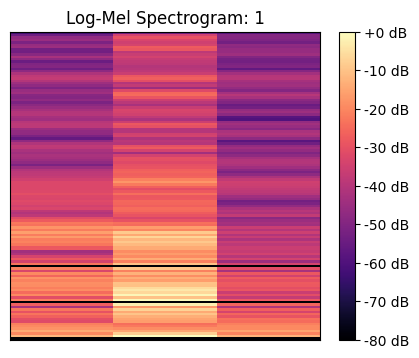 Log-Mel Spectrogram: 1
+0 dB
-10 dB
-20 dB
-30 dB
-40 dB
-50 dB
-60 dB
-70 dB
-80 dB